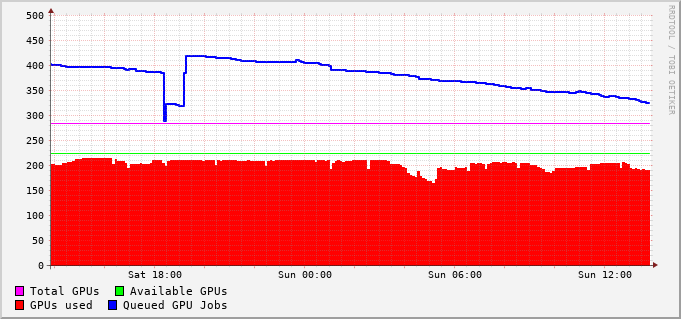 500
450
400
350
300
250
200
150
100
50
0
Sat 18:00 Sun 00:00 Sun 06:00 Sun 12:00
Total GPUs Available GPUs
GPUs used Queued GPU Jobs
RRDTOOL / TOBI OETIKER